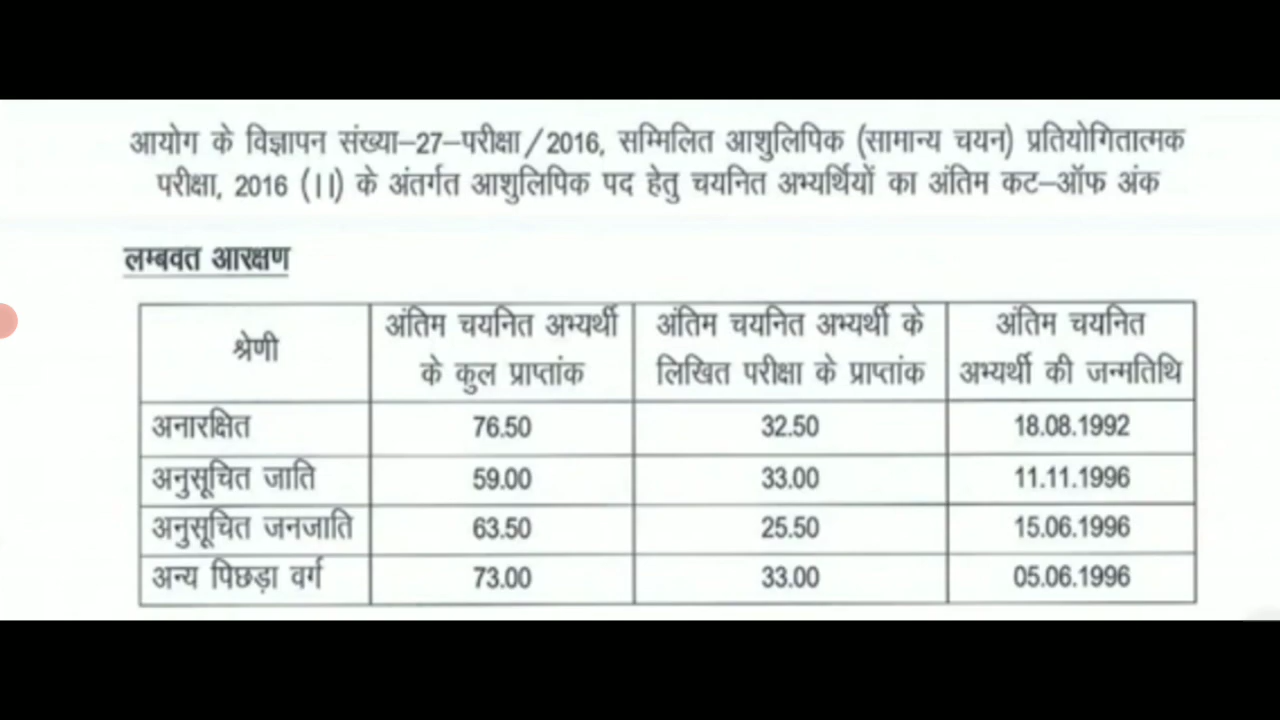 आयोग के विज्ञापन संख्या–27–परीक्षा/2016, सम्मिलित आशुलिपिक (सामान्य चयन) प्रतियोगितात्मक
परीक्षा, 2016 (।।) के अंतर्गत आशुलिपिक पद हेतु चयनित अभ्यर्थियों का अंतिम कट–ऑफ अंक
लम्बवत आरक्षण
श्रेणी
अंतिम चयनित अभ्यर्थी
के कुल प्राप्तांक
अंतिम चयनित अभ्यर्थी के
लिखित परीक्षा के प्राप्तांक
अंतिम चयनित
अभ्यर्थी की जन्मतिथि
अनारक्षित 76.50 32.50 18.08.1992
अनुसूचित जाति 59.00 33.00 11.11.1996
अनुसूचित जनजाति 63.50 25.50 15.06.1996
अन्य पिछड़ा वर्ग 73.00 33.00 05.06.1996